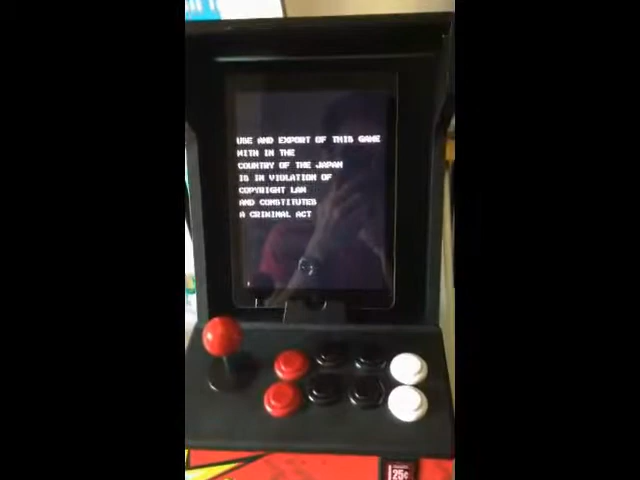 USE AND EXPORT OF THIS GAME
WITH IN THE
COUNTRY OF THE JAPAN
IS IN VIOLATION OF
COPYRIGHT LAW
AND CONSTITUTES
A CRIMINAL ACT
25¢